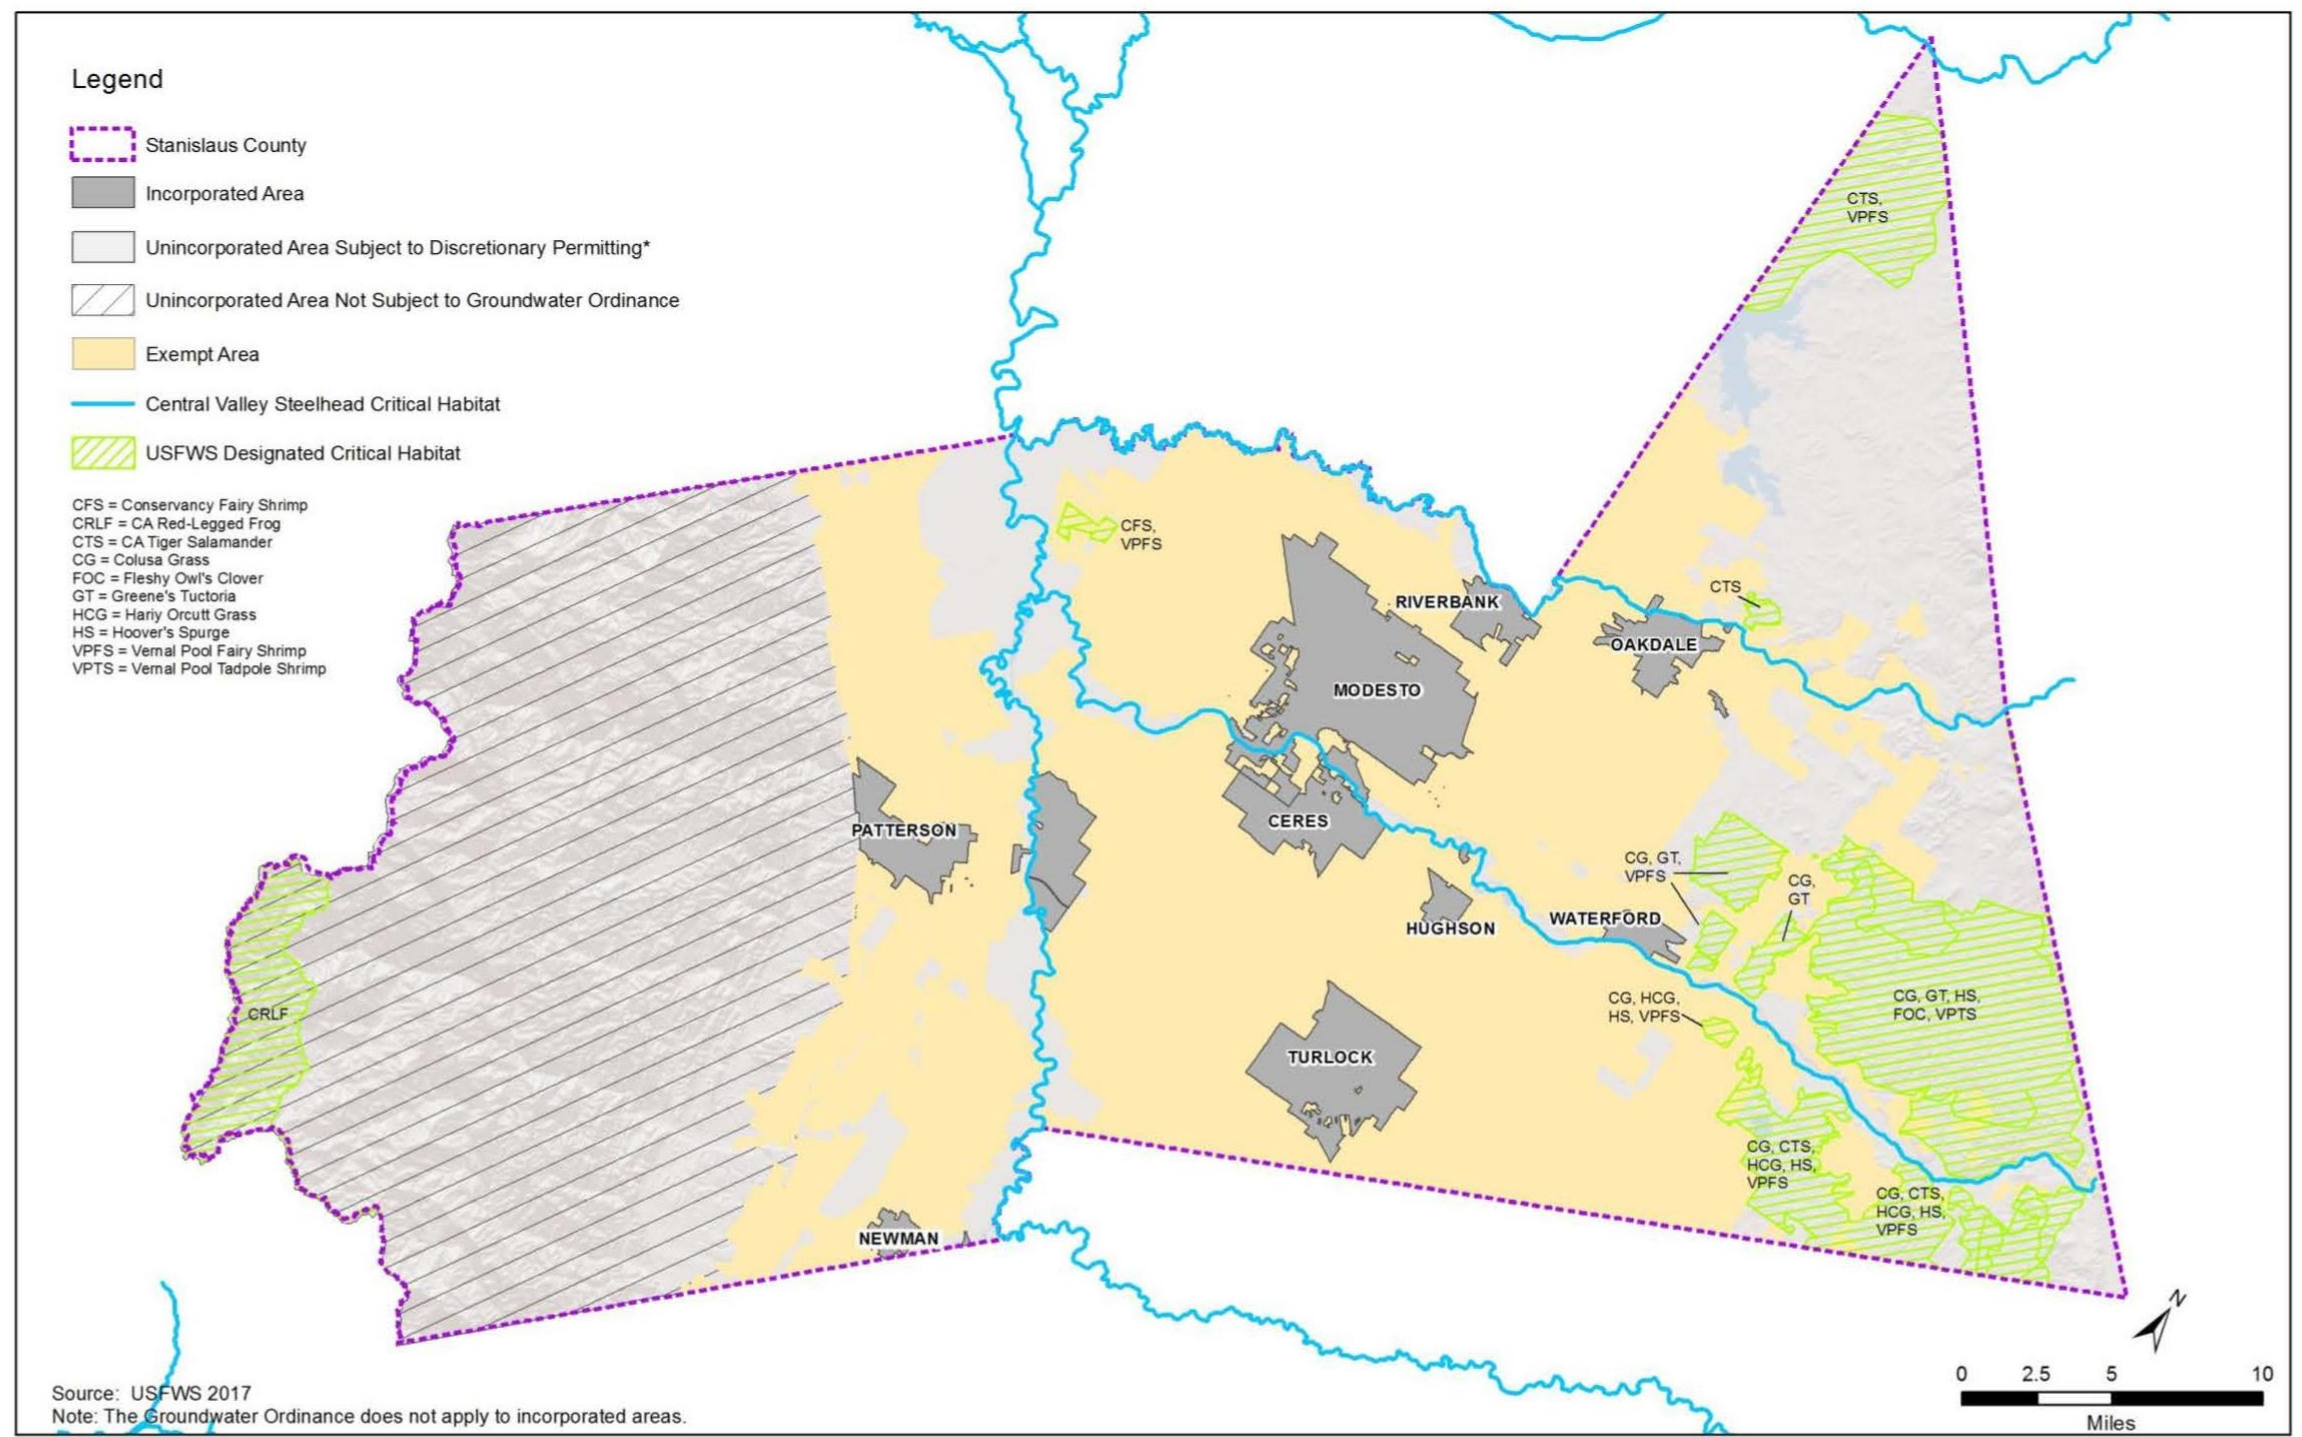 Legend
Stanislaus County
Incorporated Area
Unincorporated Area Subject to Discretionary Permitting*
Unincorporated Area Not Subject to Groundwater Ordinance
Exempt Area
Central Valley Steelhead Critical Habitat
USFWS Designated Critical Habitat
CFS = Conservancy Fairy Shrimp
CRLF = CA Red-Legged Frog
CTS = CA Tiger Salamander
CG = Colusa Grass
FOC = Fleshy Owl's Clover
GT = Greene's Tuctoria
HCG = Hariy Orcutt Grass
HS = Hoover's Spurge
VPFS = Vernal Pool Fairy Shrimp
VPTS = Vernal Pool Tadpole Shrimp
CTS,
VPFS
CFS,
VPFS
CTS
RIVERBANK
OAKDALE
MODESTO
PATTERSON
CERES
CG, GT,
VPFS
CG,
GT
HUGHSON
WATERFORD
CRLF
CG, HCG,
HS, VPFS
CG, GT, HS,
FOC, VPTS
TURLOCK
CG, CTS,
HCG, HS,
VPFS
CG, CTS,
HCG, HS,
VPFS
NEWMAN
N
0 2.5 5 10
Miles
Source: USFWS 2017
Note: The Groundwater Ordinance does not apply to incorporated areas.